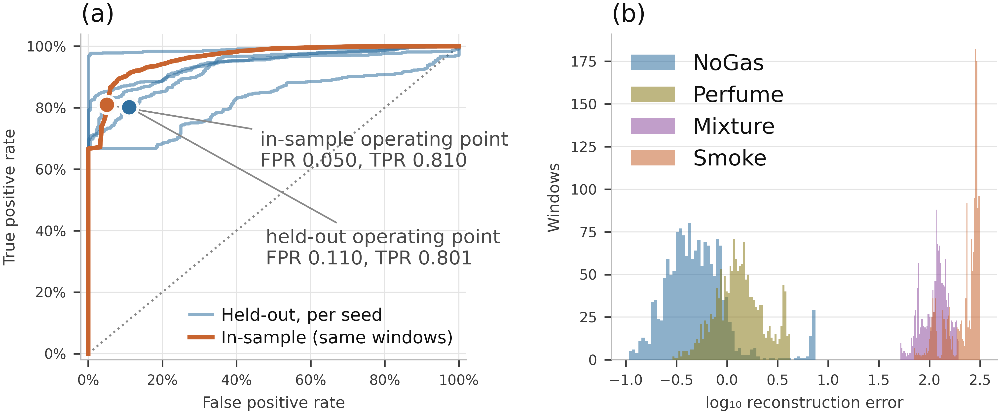 (a)
100%
80%
60%
40%
20%
0%
True positive rate
0%
20%
40%
60%
80%
100%
False positive rate
in-sample operating point
FPR 0.050, TPR 0.810
held-out operating point
FPR 0.110, TPR 0.801
Held-out, per seed
In-sample (same windows)
(b)
175
150
125
100
75
50
25
0
Windows
NoGas
Perfume
Mixture
Smoke
−1.0
−0.5
0.0
0.5
1.0
1.5
2.0
2.5
log₁₀ reconstruction error